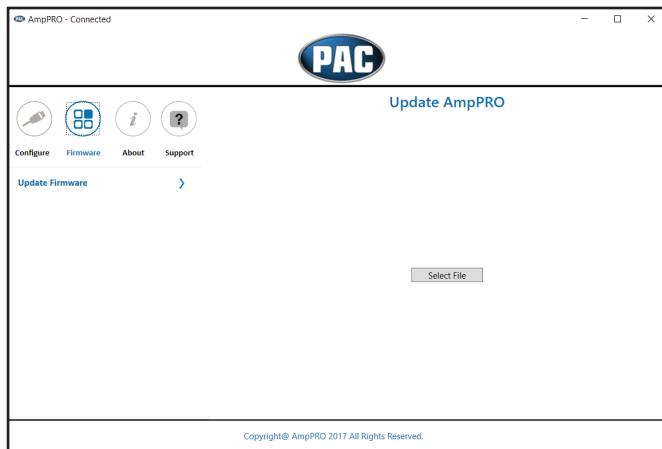 AmpPRO - Connected
PAC
Update AmpPRO
Configure Firmware About Support
Update Firmware
Select File
Copyright@ AmpPRO 2017 All Rights Reserved.